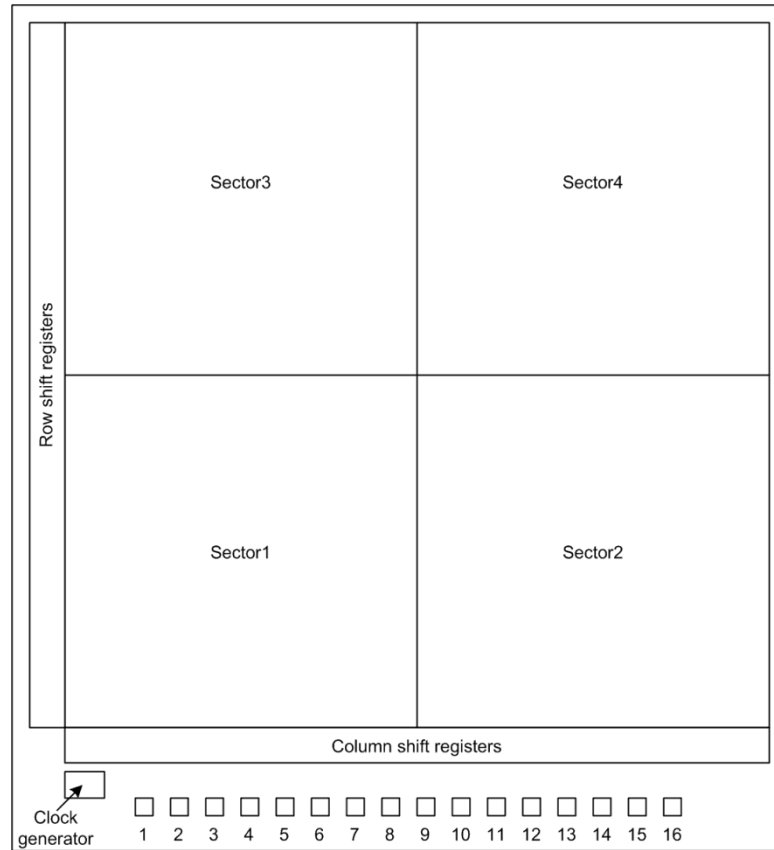 Sector3
Sector4
Row shift registers
Sector1
Sector2
Column shift registers
Clock
generator
1 2 3 4 5 6 7 8 9 10 11 12 13 14 15 16